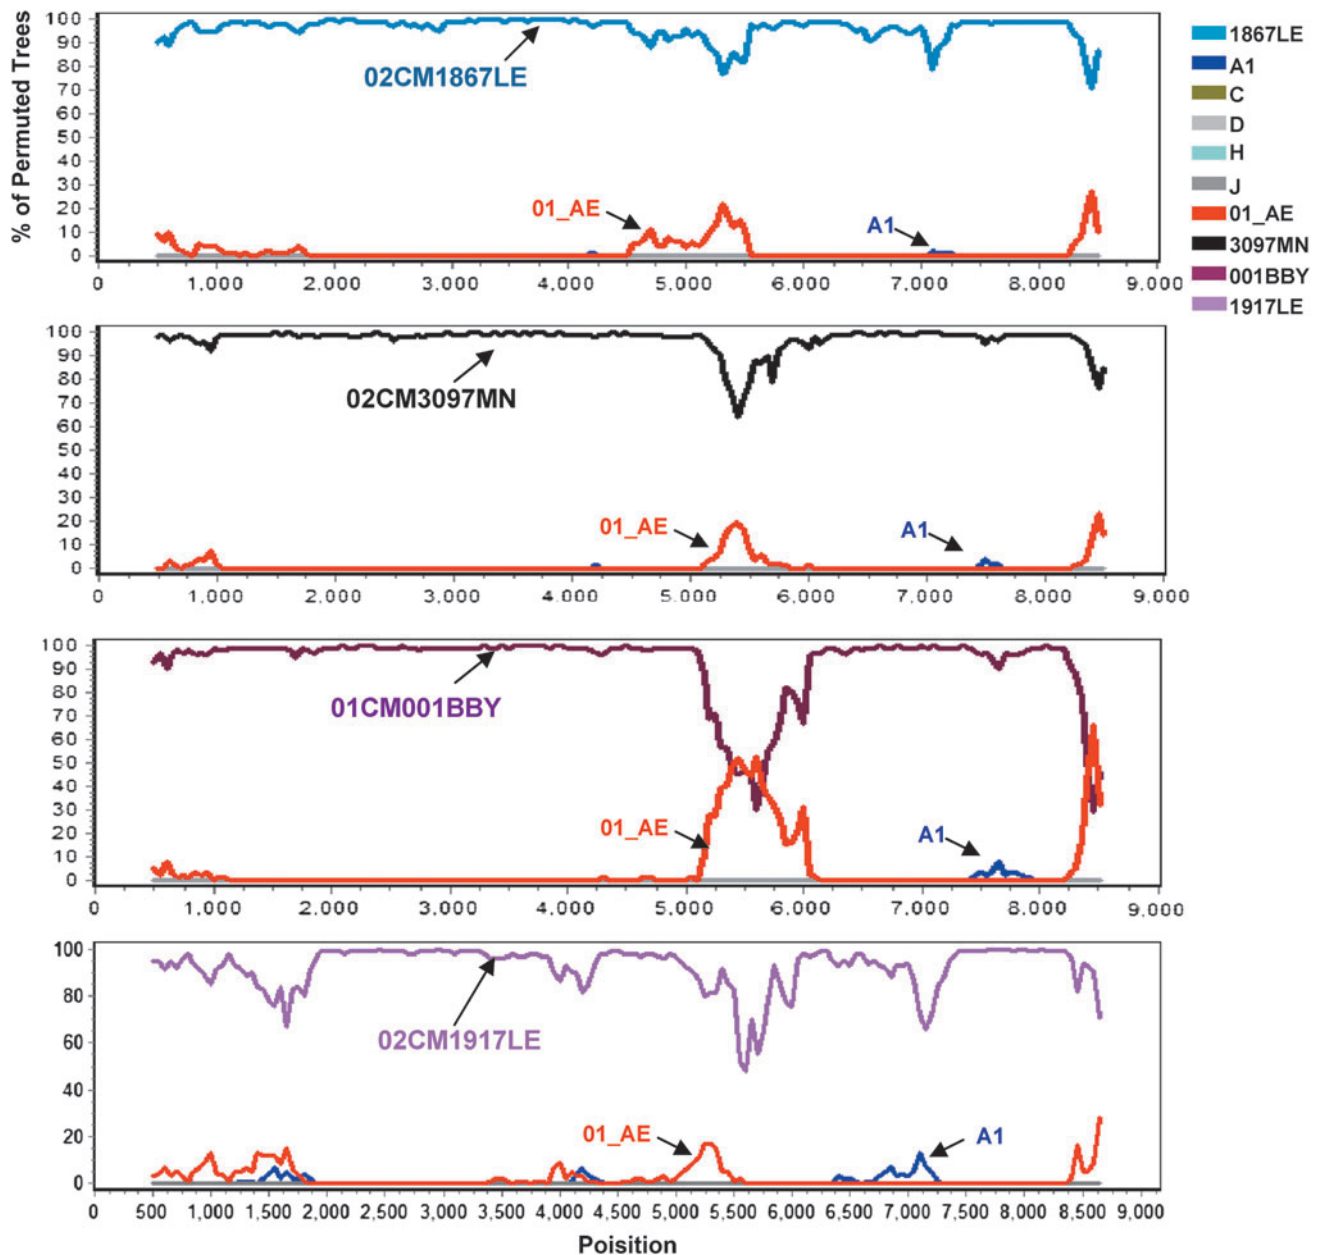 % of Permuted Trees
100
90
80
70
60
50
40
30
20
10
0
02CM1867LE
01_AE
A1
0 1,000 2,000 3,000 4,000 5,000 6,000 7,000 8,000 9,000
1867LE
A1
C
D
H
J
01_AE
3097MN
001BBY
1917LE
100
90
80
70
60
50
40
30
20
10
0
02CM3097MN
01_AE
A1
0 1,000 2,000 3,000 4,000 5,000 6,000 7,000 8,000 9,000
100
90
80
70
60
50
40
30
20
10
0
01CM001BBY
01_AE
A1
0 1,000 2,000 3,000 4,000 5,000 6,000 7,000 8,000 9,000
100
80
60
40
20
0
02CM1917LE
01_AE
A1
0 500 1,000 1,500 2,000 2,500 3,000 3,500 4,000 4,500 5,000 5,500 6,000 6,500 7,000 7,500 8,000 8,500 9,000
Poisition